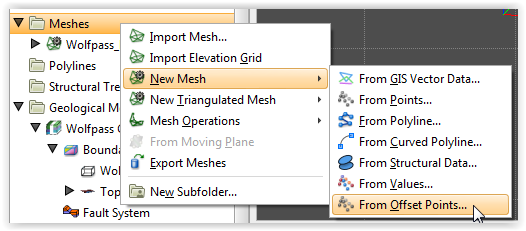 Meshes
Wolfpass_
Polylines
Structural Tre
Geological M
Wolfpass G
Bounda
Wol
Top
Fault System
Import Mesh...
Import Elevation Grid
New Mesh
New Triangulated Mesh
Mesh Operations
From Moving Plane
Export Meshes
New Subfolder...
From GIS Vector Data...
From Points...
From Polyline...
From Curved Polyline...
From Structural Data...
From Values...
From Offset Points...